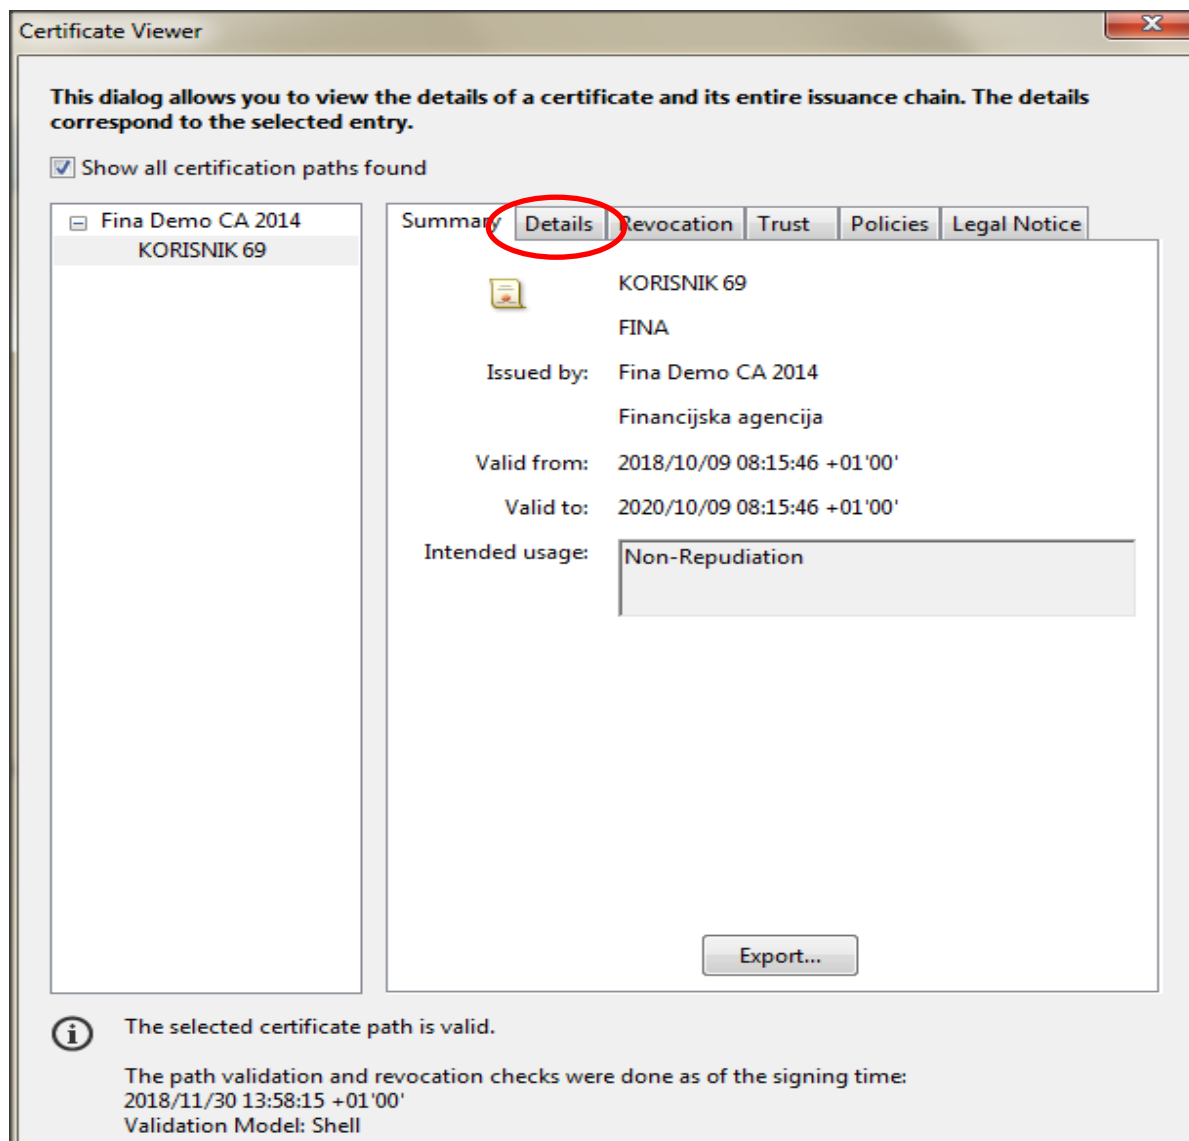 Certificate Viewer
This dialog allows you to view the details of a certificate and its entire issuance chain. The details
correspond to the selected entry.
Show all certification paths found
Fina Demo CA 2014
KORISNIK 69
Summary Details Revocation Trust Policies Legal Notice
KORISNIK 69
FINA
Issued by: Fina Demo CA 2014
Financijska agencija
Valid from: 2018/10/09 08:15:46 +01'00'
Valid to: 2020/10/09 08:15:46 +01'00'
Intended usage: Non-Repudiation
Export...
The selected certificate path is valid.
The path validation and revocation checks were done as of the signing time:
2018/11/30 13:58:15 +01'00'
Validation Model: Shell